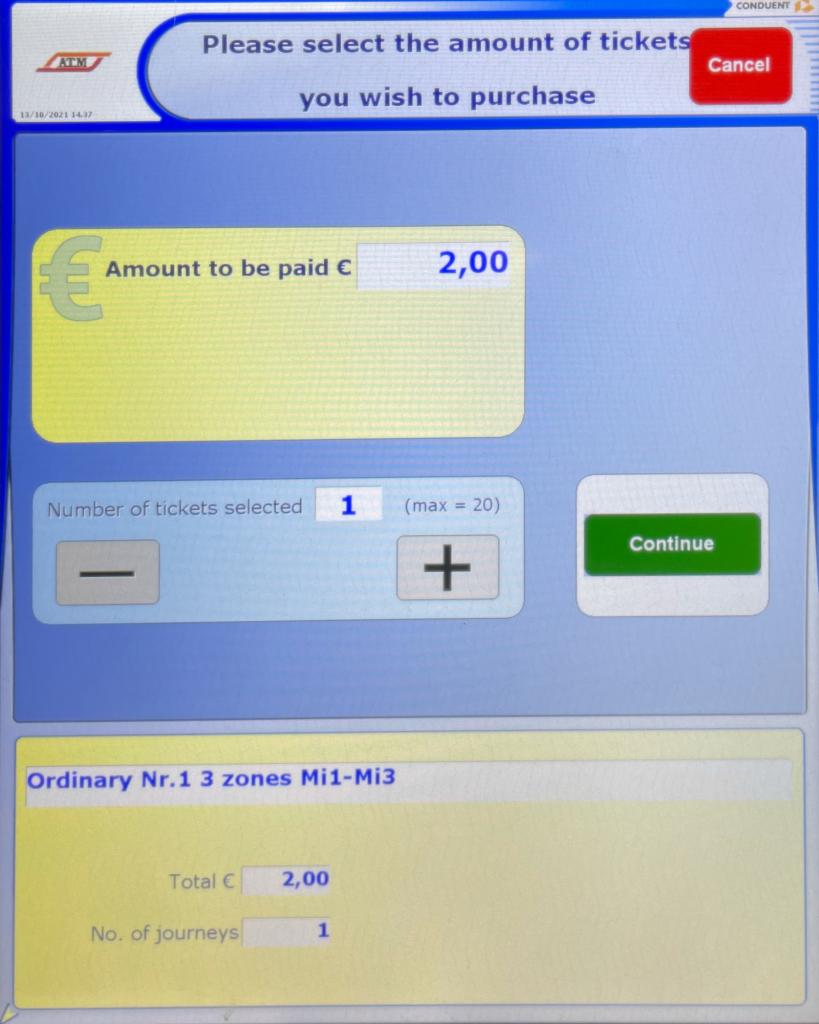 CONDUENT
Please select the amount of tickets
you wish to purchase
Cancel
ATM
13/10/2021 14.37
€
Amount to be paid € 2,00
Number of tickets selected 1 (max = 20)
— +
Continue
Ordinary Nr.1 3 zones Mi1-Mi3
Total € 2,00
No. of journeys 1